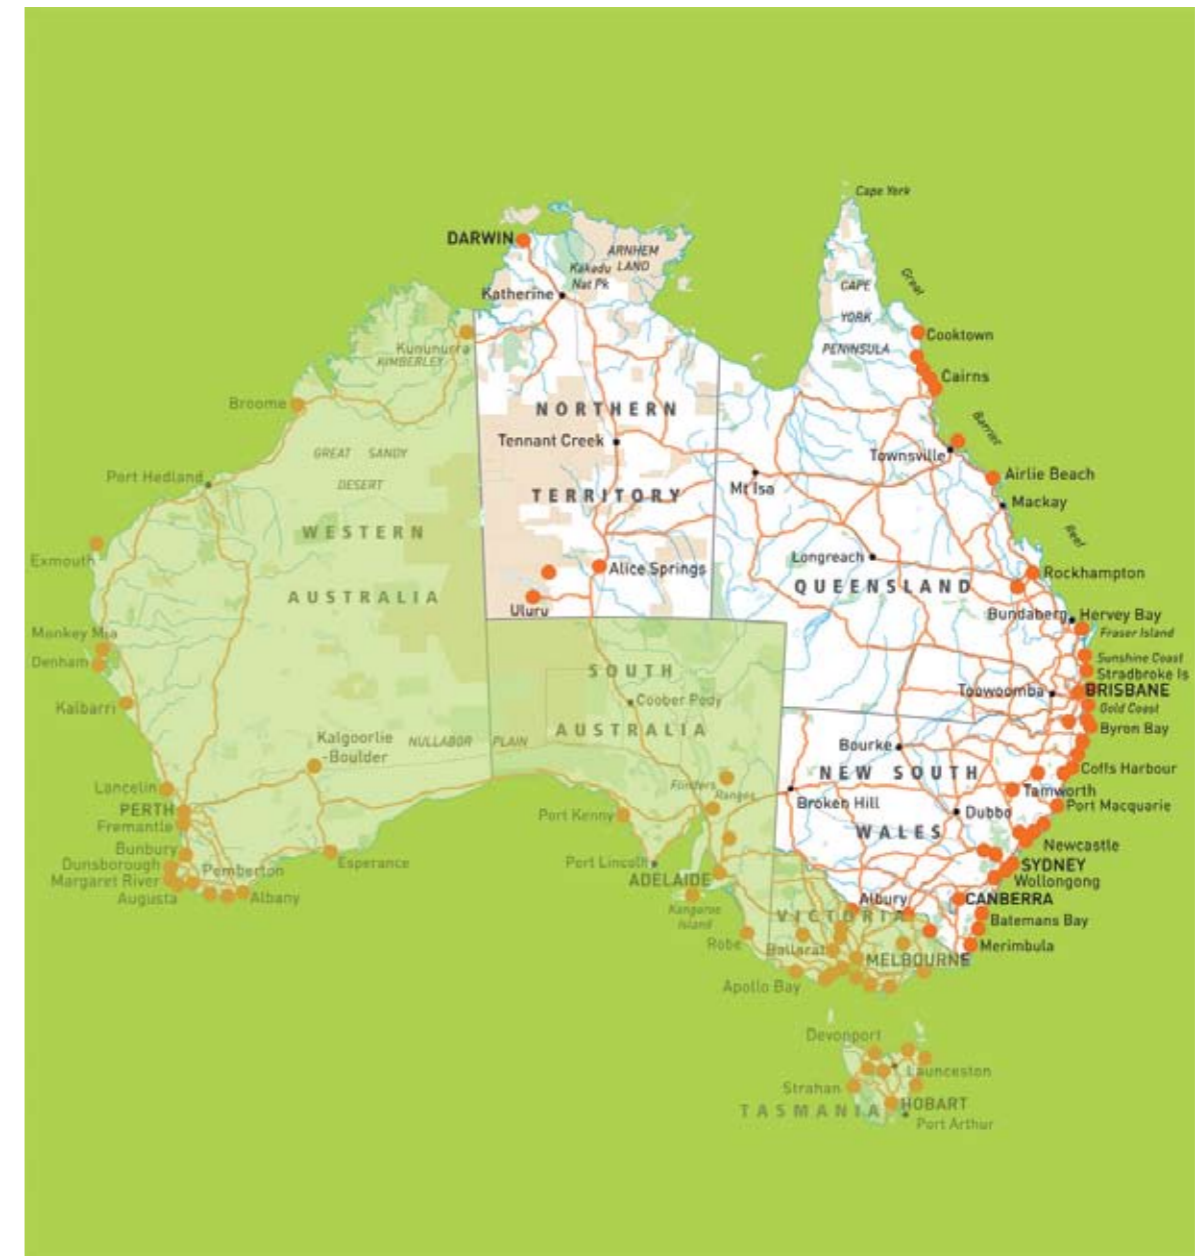 Cape York
DARWIN
ARNHEM
LAND
Kakadu
Nat Pk
Katherine
CAPE
YORK
PENINSULA
Great
Barrier
Reef
Cooktown
Kununurra
KIMBERLEY
Cairns
Broome
NORTHERN
TERRITORY
Tennant Creek
GREAT SANDY
DESERT
Townsville
Port Hedland
Mt Isa
Airlie Beach
Mackay
WESTERN
AUSTRALIA
Exmouth
Longreach
Alice Springs
Rockhampton
QUEENSLAND
Uluru
Bundaberg
Hervey Bay
Fraser Island
Monkey Mia
Denham
Sunshine Coast
Stradbroke Is
SOUTH
AUSTRALIA
Coober Pedy
Toowoomba
BRISBANE
Gold Coast
Kalbarri
Byron Bay
Kalgoorlie
-Boulder
NULLABOR PLAIN
Bourke
NEW SOUTH
WALES
Coffs Harbour
Flinders
Ranges
Lancelin
Tamworth
PERTH
Broken Hill
Dubbo
Port Macquarie
Fremantle
Port Kenny
Newcastle
Bunbury
Dunsborough
Pemberton
Esperance
Port Lincoln
SYDNEY
Margaret River
ADELAIDE
Wollongong
Augusta
Albany
Albury
CANBERRA
Kangaroo
Island
VICTORIA
Batemans Bay
Robe
Ballarat
MELBOURNE
Merimbula
Apollo Bay
Devonport
Launceston
Strahan
HOBART
TASMANIA
Port Arthur